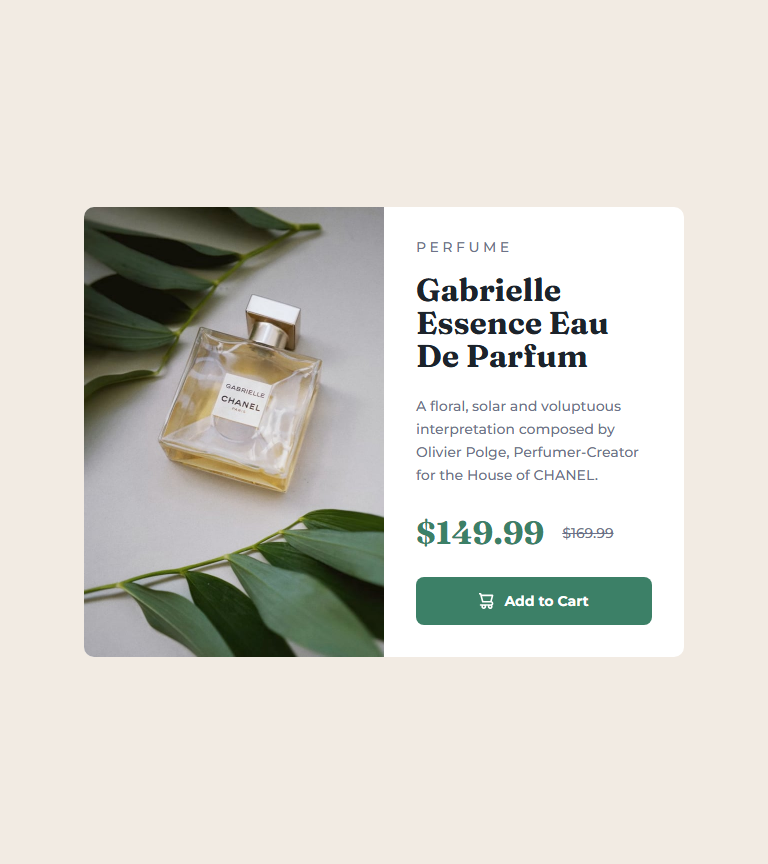 GABRIELLE
CHANEL
PARIS
PERFUME
Gabrielle
Essence Eau
De Parfum
A floral, solar and voluptuous
interpretation composed by
Olivier Polge, Perfumer-Creator
for the House of CHANEL.
$149.99 $169.99
Add to Cart